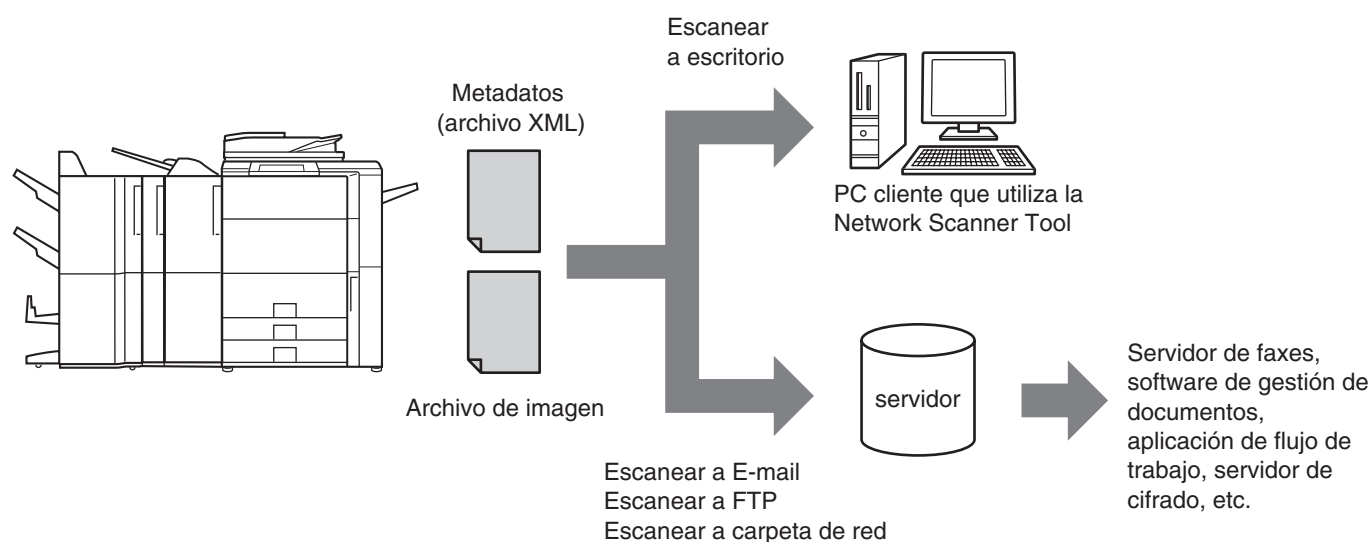 Escanear
a escritorio
Metadatos
(archivo XML)
PC cliente que utiliza la
Network Scanner Tool
Archivo de imagen
servidor
Servidor de faxes,
software de gestión de
documentos,
aplicación de flujo de
trabajo, servidor de
cifrado, etc.
Escanear a E-mail
Escanear a FTP
Escanear a carpeta de red